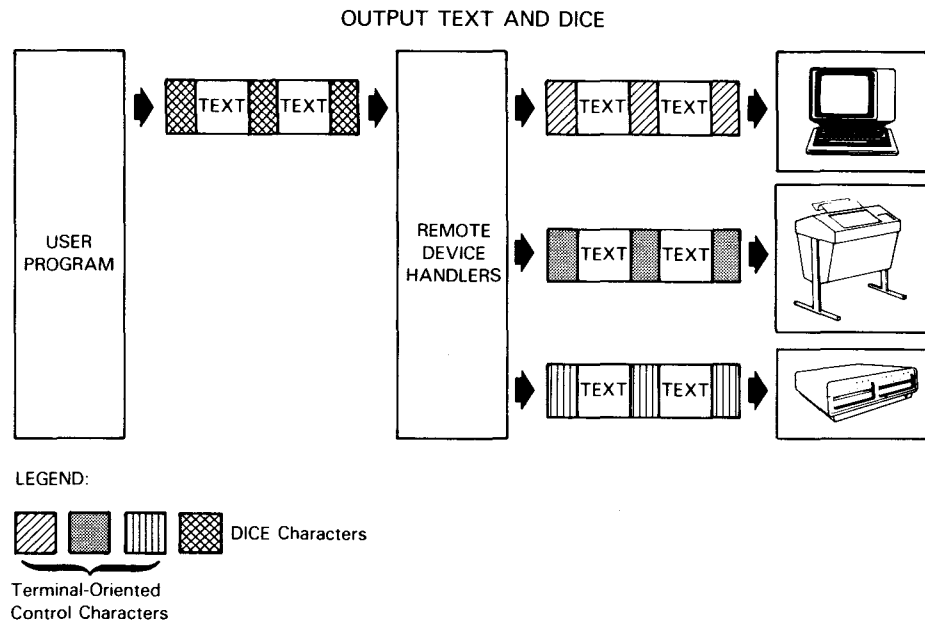 OUTPUT TEXT AND DICE
TEXT TEXT
TEXT TEXT
USER
PROGRAM
REMOTE
DEVICE
HANDLERS
TEXT TEXT
TEXT TEXT
LEGEND:
DICE Characters
Terminal-Oriented
Control Characters